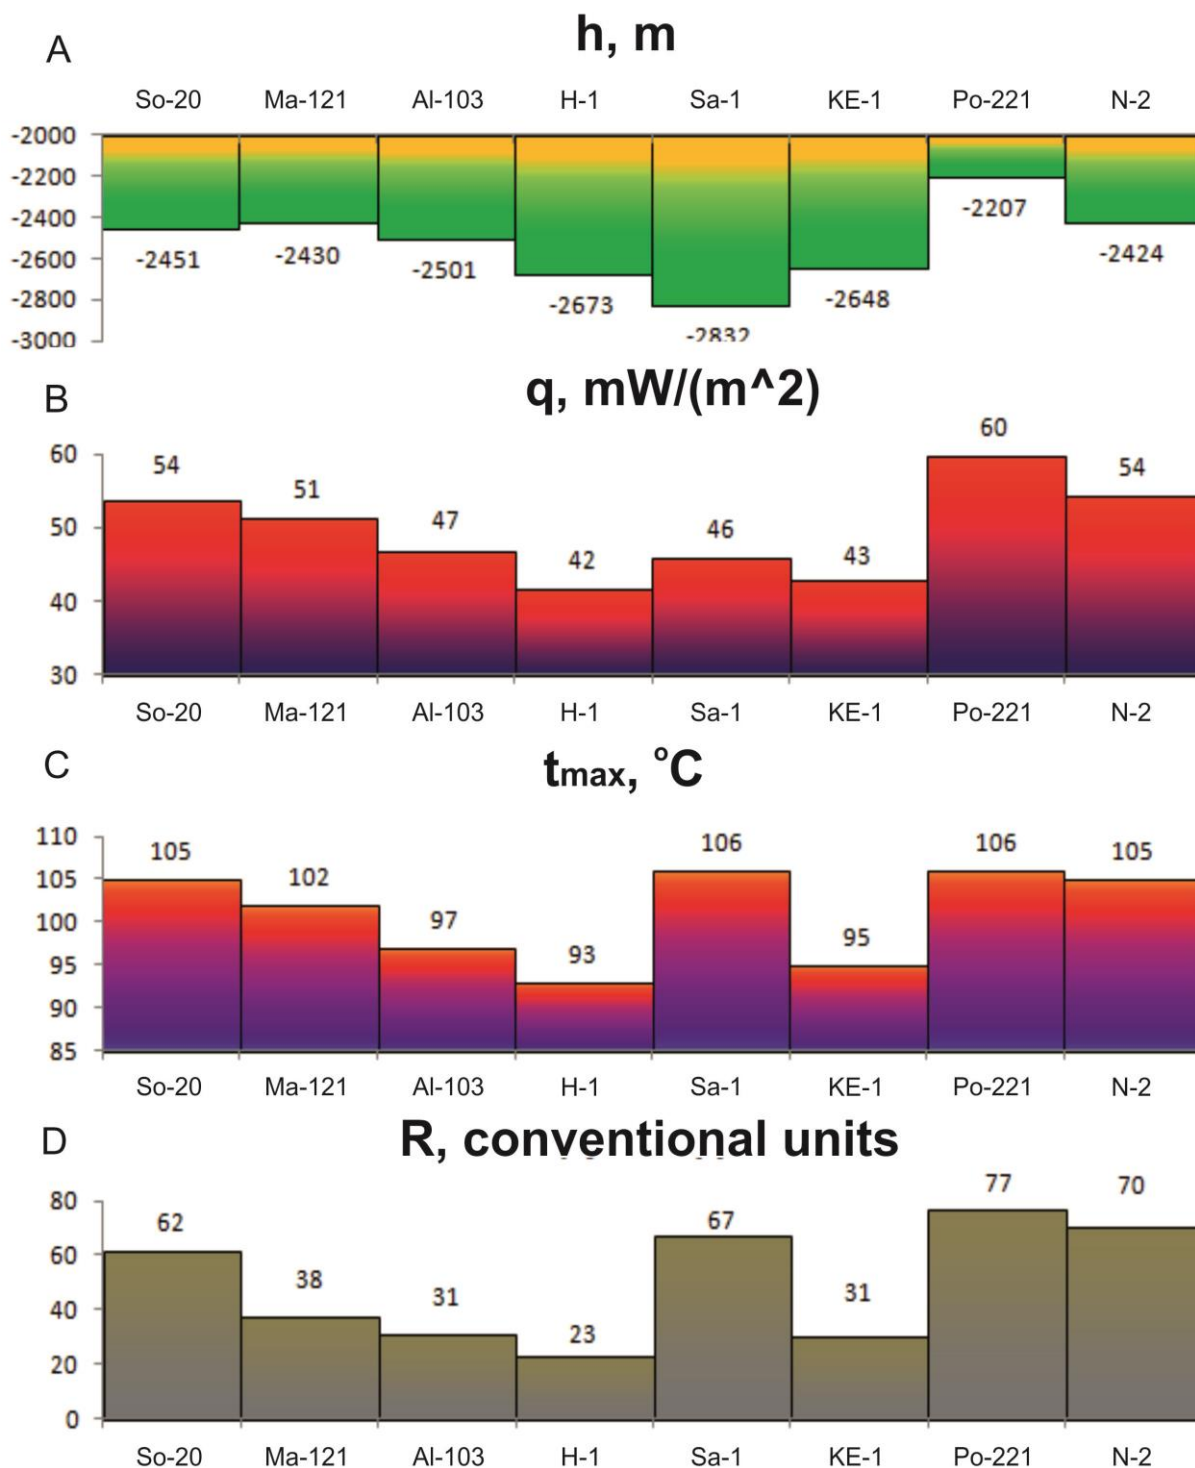 A
h, m
So-20 Ma-121 Al-103 H-1 Sa-1 KE-1 Po-221 N-2
-2000
-2200
-2400
-2600
-2800
-3000
-2451 -2430 -2501 -2673 -2832 -2648 -2207 -2424
B
q, mW/(m^2)
60
50
40
30
54 51 47 42 46 43 60 54
So-20 Ma-121 Al-103 H-1 Sa-1 KE-1 Po-221 N-2
C
tmax, °C
110
105
100
95
90
85
105 102 97 93 106 95 106 105
So-20 Ma-121 Al-103 H-1 Sa-1 KE-1 Po-221 N-2
D
R, conventional units
80
60
40
20
0
62 38 31 23 67 31 77 70
So-20 Ma-121 Al-103 H-1 Sa-1 KE-1 Po-221 N-2